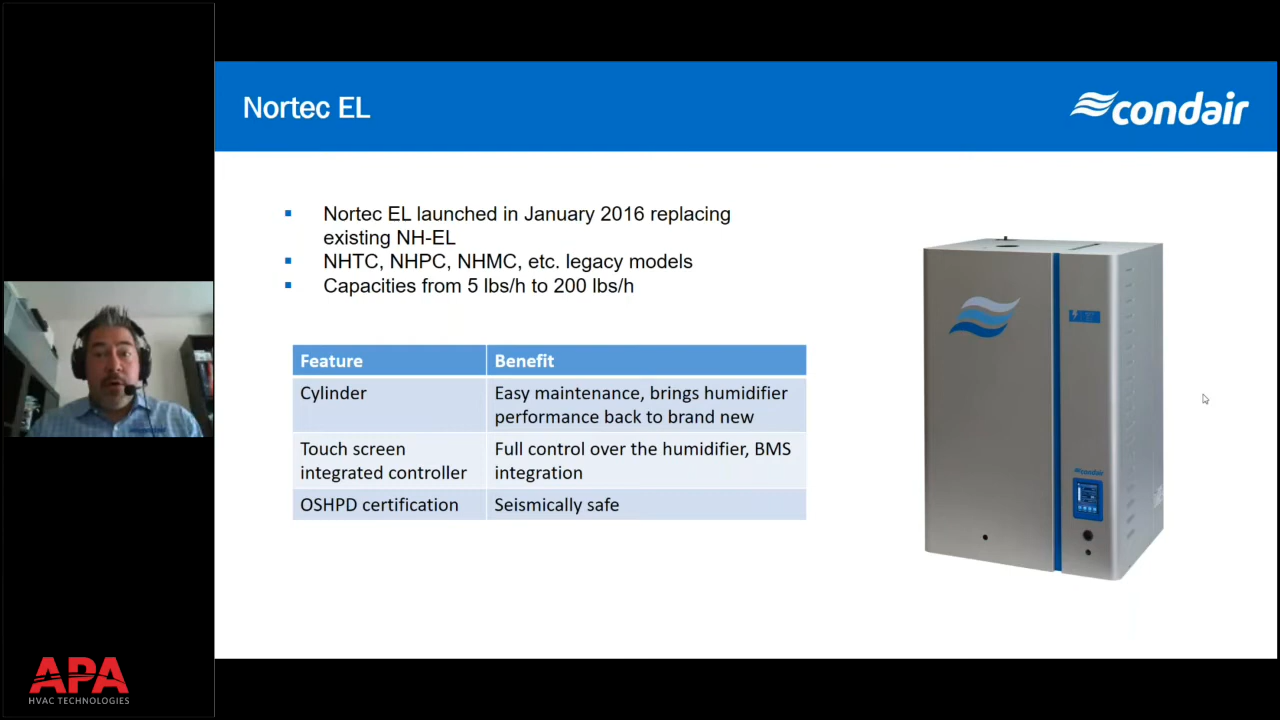 Nortec EL
condair
Nortec EL launched in January 2016 replacing
existing NH-EL
NHTC, NHPC, NHMC, etc. legacy models
Capacities from 5 lbs/h to 200 lbs/h
Feature
Benefit
Cylinder
Easy maintenance, brings humidifier
performance back to brand new
Touch screen
integrated controller
Full control over the humidifier, BMS
integration
OSHPD certification
Seismically safe
condair
APA
HVAC TECHNOLOGIES